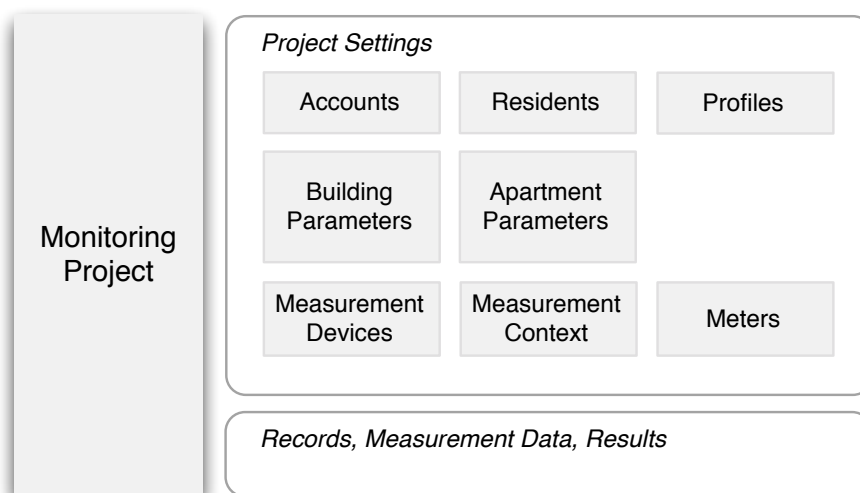 Monitoring
Project
Project Settings
Accounts
Residents
Profiles
Building
Parameters
Apartment
Parameters
Measurement
Devices
Measurement
Context
Meters
Records, Measurement Data, Results